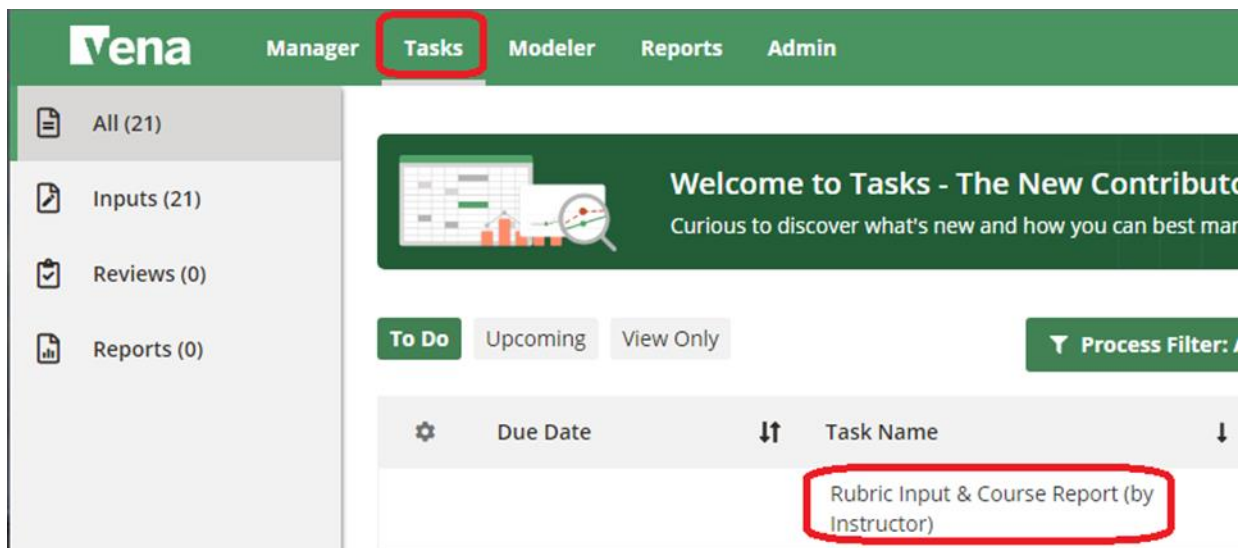 vena Manager Tasks Modeler Reports Admin
All (21)
Inputs (21)
Reviews (0)
Reports (0)
Welcome to Tasks - The New Contributo
Curious to discover what's new and how you can best mar
To Do Upcoming View Only
Process Filter: A
Due Date Task Name
Rubric Input & Course Report (by
Instructor)